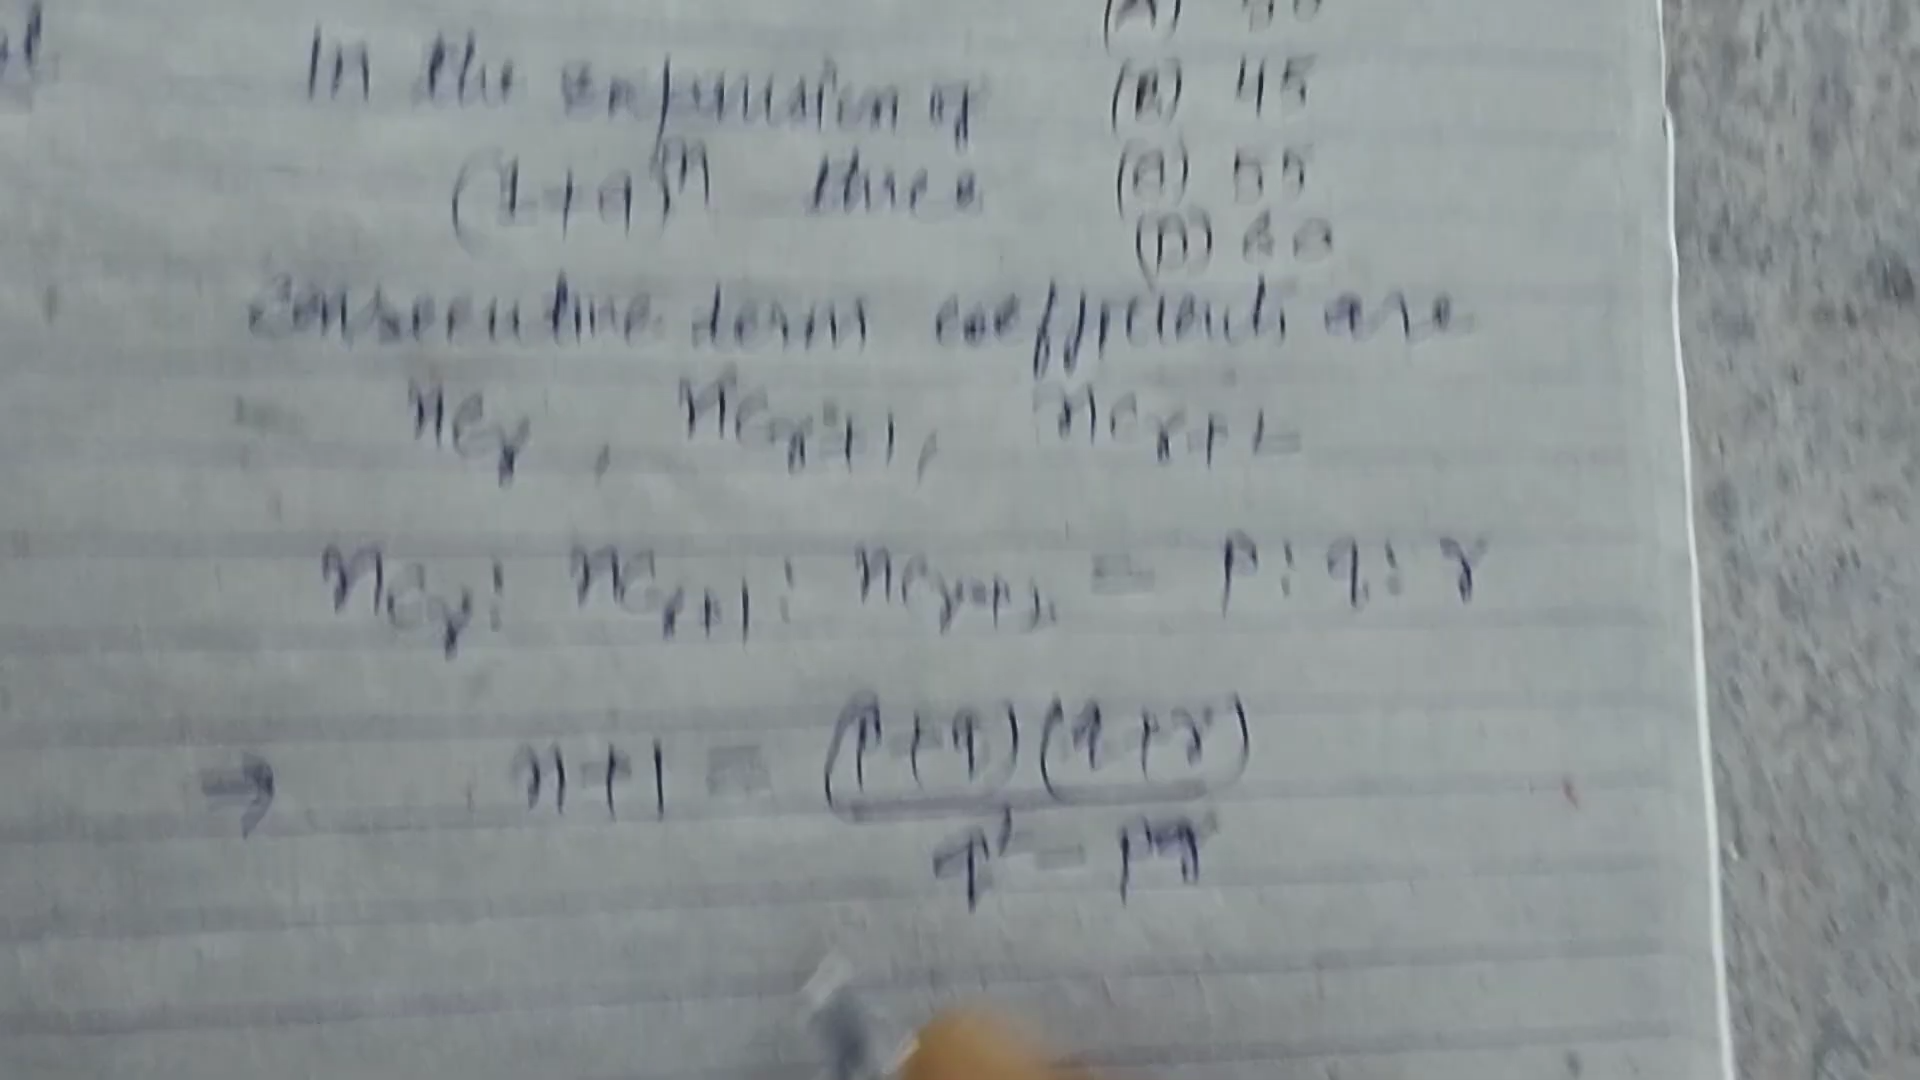 (A) 50
In the expansion of
(B) 45
(1+a)ⁿ three
(C) 55
(D) 60
consecutive term coefficients are
nCr , nCr+1, nCr+2
nCr : nCr+1 : nCr+2 = p : q : r
⇒ n+1 = (p+q)(q+r) / q² - pr